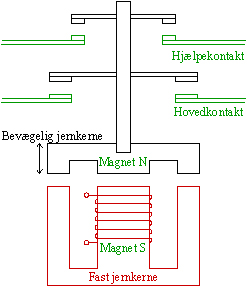 Hjælpekontakt
Hovedkontakt
Bevægelig jernkerne
Magnet N
Magnet S
Fast jernkerne